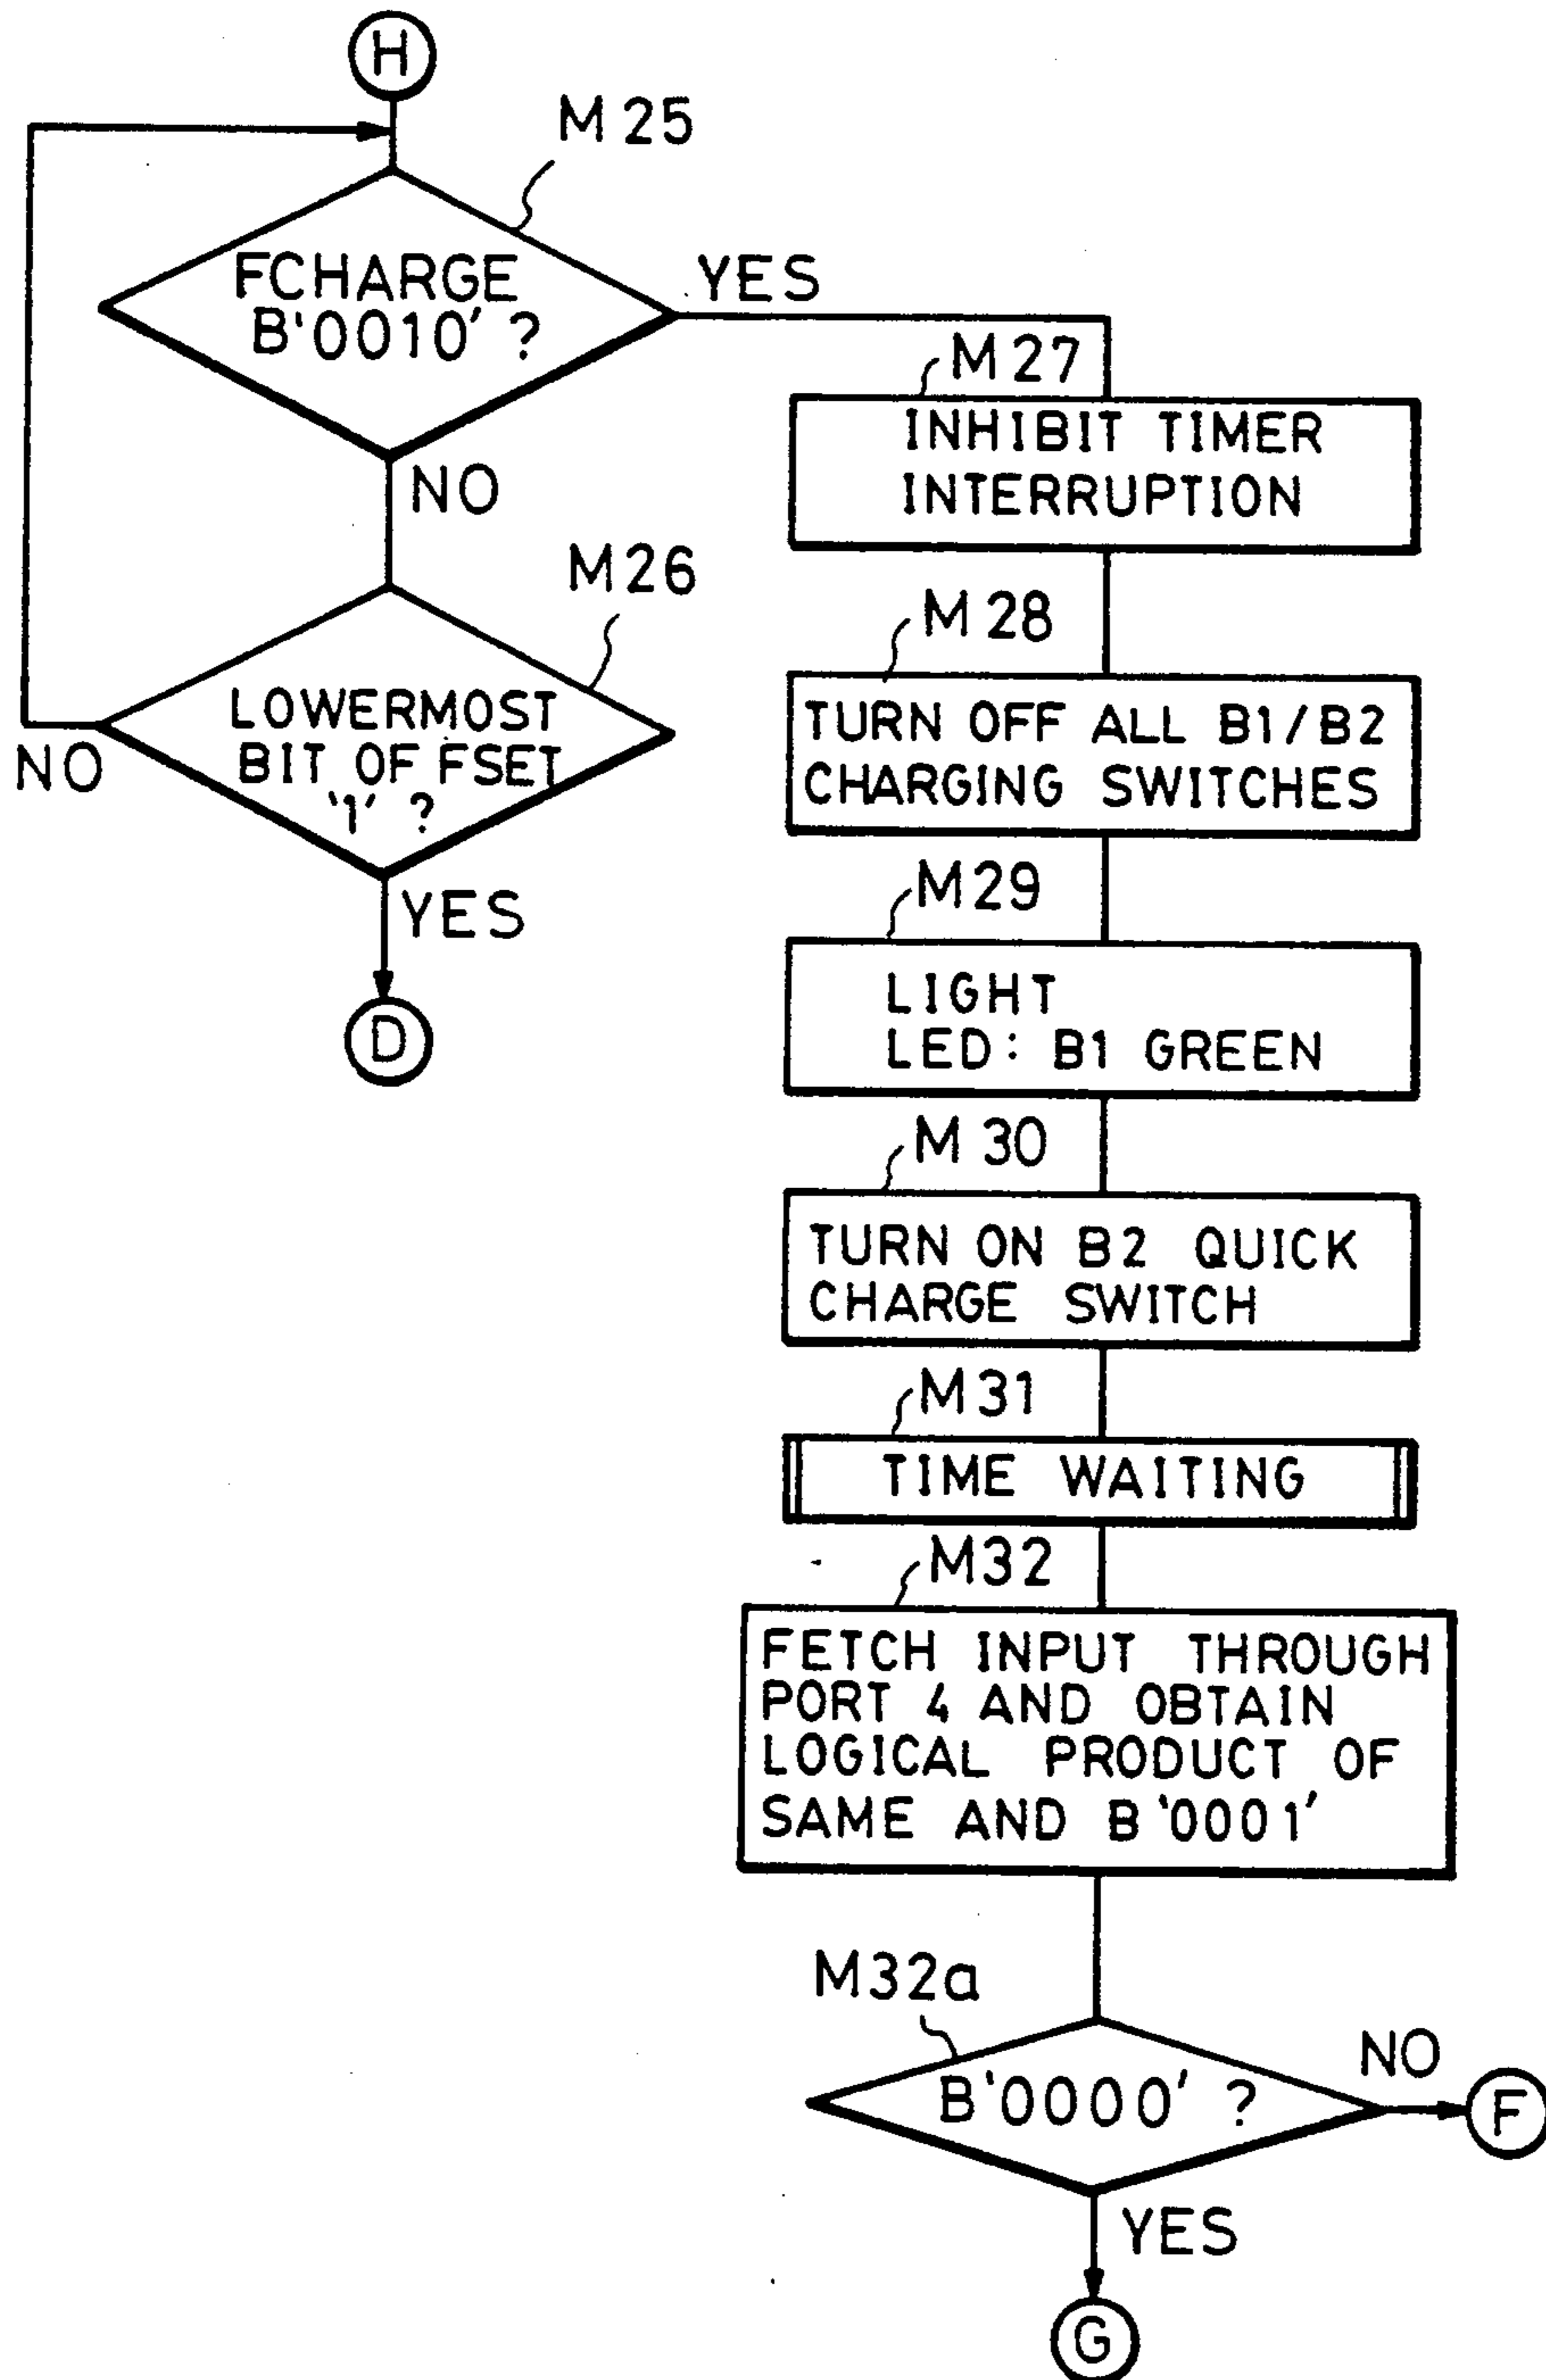 H
M25
FCHARGE
B'0010' ?
YES
NO
M26
LOWERMOST
BIT OF FSET
'1' ?
NO
YES
D
M27
INHIBIT TIMER
INTERRUPTION
M28
TURN OFF ALL B1/B2
CHARGING SWITCHES
M29
LIGHT
LED: B1 GREEN
M30
TURN ON B2 QUICK
CHARGE SWITCH
M31
TIME WAITING
M32
FETCH INPUT THROUGH
PORT 4 AND OBTAIN
LOGICAL PRODUCT OF
SAME AND B'0001'
M32a
B'0000' ?
NO
F
YES
G